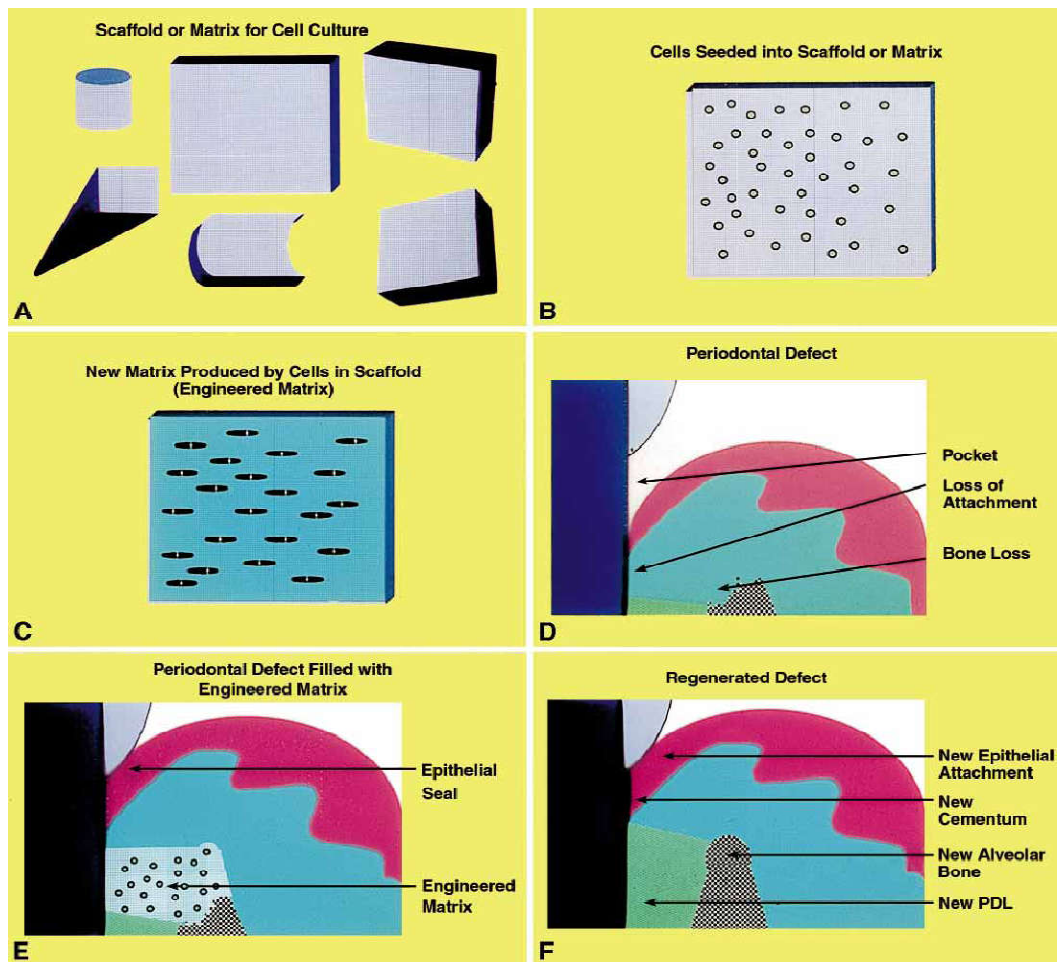 Scaffold or Matrix for Cell Culture
A
Cells Seeded into Scaffold or Matrix
B
New Matrix Produced by Cells in Scaffold
(Engineered Matrix)
C
Periodontal Defect
Pocket
Loss of
Attachment
Bone Loss
D
Periodontal Defect Filled with
Engineered Matrix
Epithelial
Seal
Engineered
Matrix
E
Regenerated Defect
New Epithelial
Attachment
New
Cementum
New Alveolar
Bone
New PDL
F